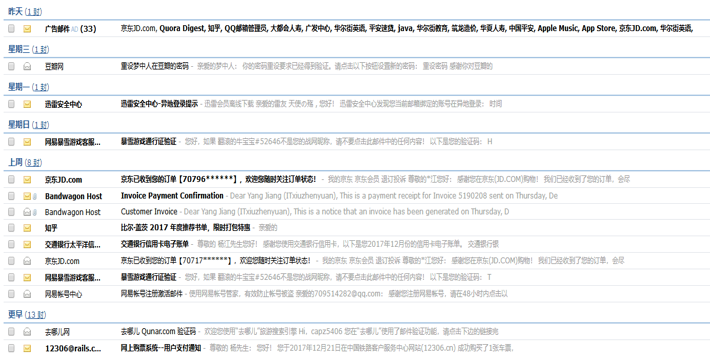 昨天 (1 封)
广告邮件 AD (33) 京东JD.com, Quora Digest, 知乎, QQ邮箱管理员, 大都会人寿, 广发中心, 华尔街英语, 平安速贷, java, 华尔街教育, 筑龙造价, 华夏人寿, 中国平安, Apple Music, App Store, 京东JD.com, 华尔街英语,
星期三 (1 封)
豆瓣网 重设梦中人在豆瓣的密码 - 亲爱的梦中人： 你的密码重设要求已经得到验证。请点击以下按钮设置新的密码： 重设密码 感谢你对豆瓣的
星期一 (1 封)
迅雷安全中心 迅雷安全中心-异地登录提示 - 迅雷会员离线下载 亲爱的雷友 天使の殇，您好！ 迅雷安全中心发现您当前邮箱绑定的账号在异地登录： 时间
星期日 (1 封)
网易暴雪游戏客服... 暴雪游戏通行证验证 - 您好，如果 翻滚的牛宝宝#52646不是您的战网昵称，请不要点击此邮件中的任何内容！ 以下是您的验证码： H
上周 (8 封)
京东JD.com 京东已收到您的订单【70796******】，欢迎您随时关注订单状态！ - 我的京东 京东会员 退订投诉 尊敬的*江您好： 感谢您在京东(JD.COM)购物！ 我们已经收到了您的订单，会尽
Bandwagon Host Invoice Payment Confirmation - Dear Yang Jiang (ITxiuzhenyuan), This is a payment receipt for Invoice 5190208 sent on Thursday, De
Bandwagon Host Customer Invoice - Dear Yang Jiang (ITxiuzhenyuan), This is a notice that an invoice has been generated on Thursday, D
知乎 比尔·盖茨 2017 年度推荐书单，限时打包特惠 - 亲爱的
交通银行太平洋信... 交通银行信用卡电子账单 - 尊敬的 杨江先生您好！ 感谢您使用交通银行信用卡，以下是您2017年12月份的信用卡电子账单。 交通银行银
京东JD.com 京东已收到您的订单【70717******】，欢迎您随时关注订单状态！ - 我的京东 京东会员 退订投诉 尊敬的*江您好： 感谢您在京东(JD.COM)购物！ 我们已经收到了您的订单，会尽
网易暴雪游戏客服... 暴雪游戏通行证验证 - 您好，如果 翻滚的牛宝宝#52646不是您的战网昵称，请不要点击此邮件中的任何内容！ 以下是您的验证码： T
网易帐号中心 网易帐号注册激活邮件 - 使用网易帐号管家，有效防止帐号被盗 亲爱的709514282@qq.com： 感谢您注册网易帐号，请在48小时内点击以
更早 (13 封)
去哪儿网 去哪儿 Qunar.com 验证码 - 欢迎您使用"去哪儿"旅游搜索引擎 Hi，capz5406 您在"去哪儿"使用了邮件验证功能，请点击下边的链接完
12306@rails.c... 网上购票系统--用户支付通知 - 尊敬的 杨先生： 您好！ 您于2017年12月21日在中国铁路客户服务中心网站(12306.cn) 成功购买了1张车票，